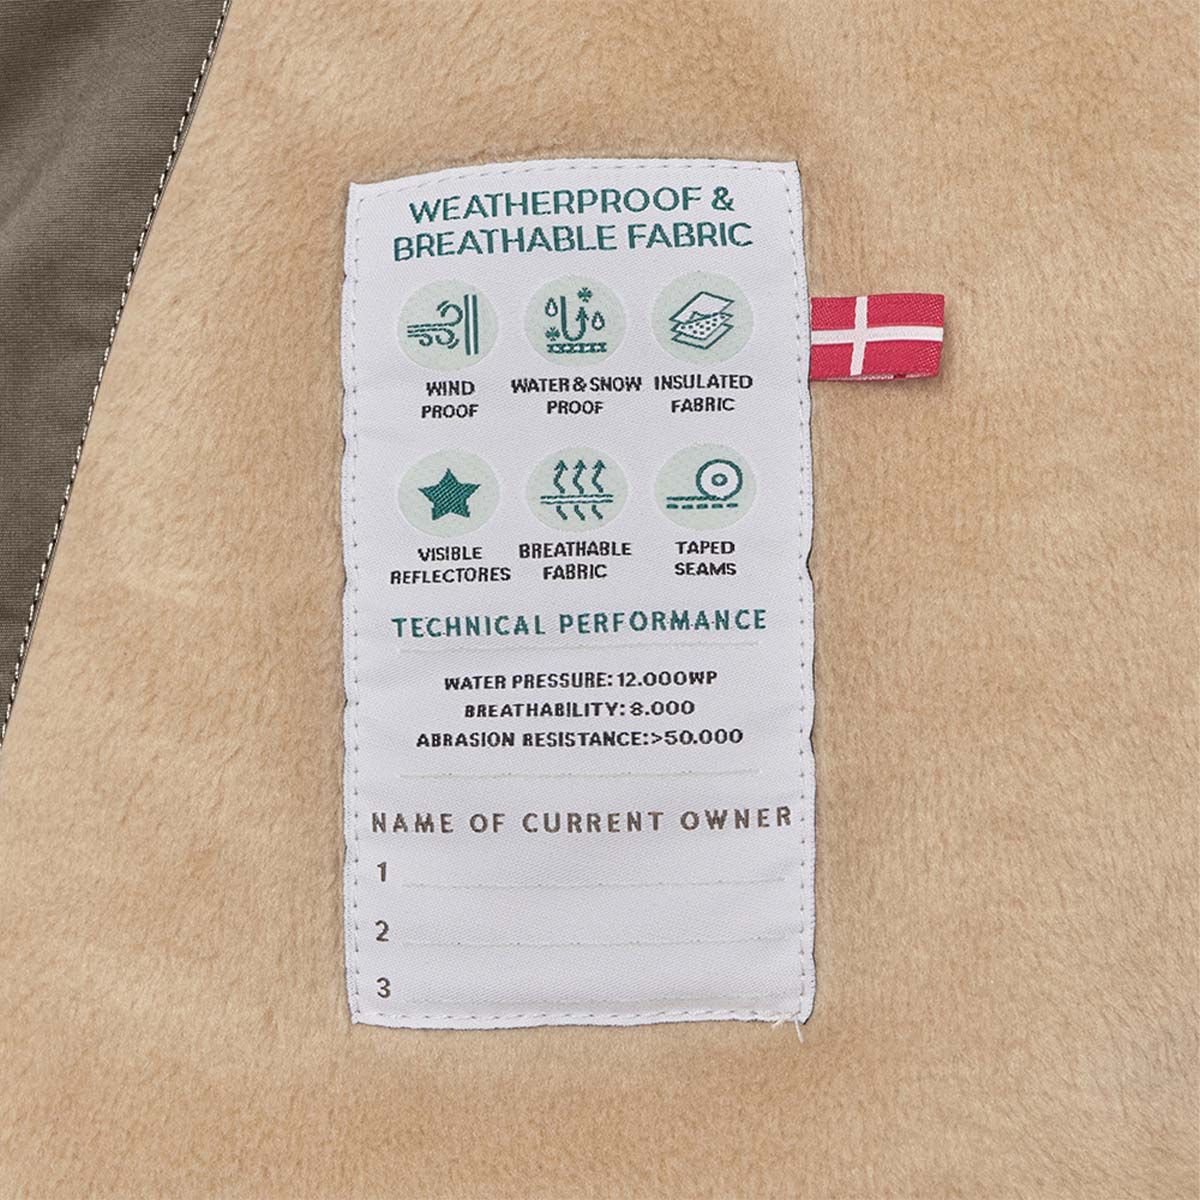 WEATHERPROOF &
BREATHABLE FABRIC
WIND
PROOF
WATER & SNOW
PROOF
INSULATED
FABRIC
VISIBLE
REFLECTORES
BREATHABLE
FABRIC
TAPED
SEAMS
TECHNICAL PERFORMANCE
WATER PRESSURE: 12.000WP
BREATHABILITY: 8.000
ABRASION RESISTANCE:>50.000
NAME OF CURRENT OWNER
1
2
3